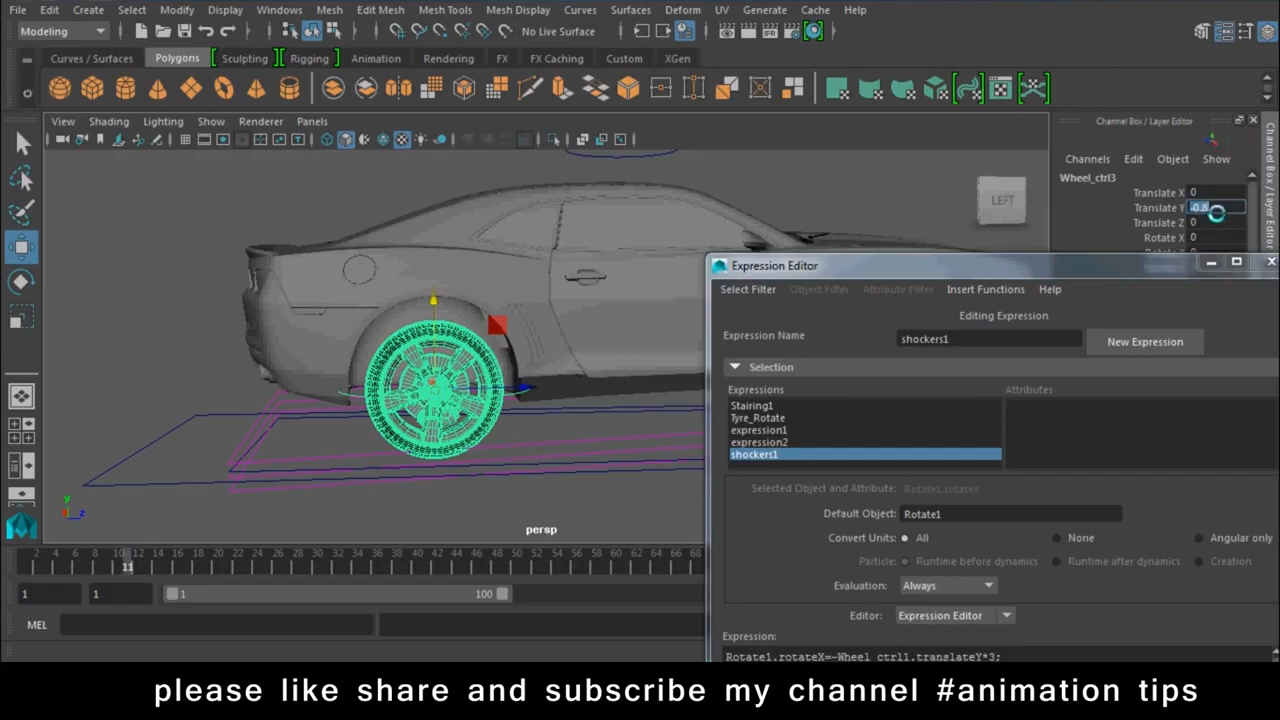 File Edit Create Select Modify Display Windows Mesh Edit Mesh Mesh Tools Mesh Display Curves Surfaces Deform UV Generate Cache Help
Modeling No Live Surface
Curves / Surfaces Polygons Sculpting Rigging Animation Rendering FX FX Caching Custom XGen
View Shading Lighting Show Renderer Panels
Channel Box / Layer Editor
Channels Edit Object Show
Wheel_ctrl3
Translate X 0
Translate Y -0.8
Translate Z 0
Rotate X 0
Channel Box / Layer Editor
LEFT
Expression Editor
Select Filter Object Filter Attribute Filter Insert Functions Help
Editing Expression
Expression Name shockers1 New Expression
Selection
Expressions Attributes
Stairing1
Tyre_Rotate
expression1
expression2
shockers1
Selected Object and Attribute: Rotate1.rotateX
Default Object: Rotate1
Convert Units: All None Angular only
Particle: Runtime before dynamics Runtime after dynamics Creation
Evaluation: Always
Editor: Expression Editor
Expression:
Rotate1.rotateX=-Wheel_ctrl1.translateY*3;
y
z
persp
2 4 6 8 10 12 14 16 18 20 22 24 26 28 30 32 34 36 38 40 42 44 46 48 50 52 54 56 58 60 62 64 66 68
11
1 1 1 100
MEL
please like share and subscribe my channel #animation tips